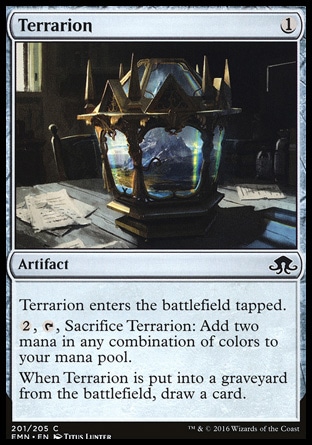 Terrarion 1
Artifact
Terrarion enters the battlefield tapped.
2, , Sacrifice Terrarion: Add two
mana in any combination of colors to
your mana pool.
When Terrarion is put into a graveyard
from the battlefield, draw a card.
201/205 C
EMN • EN Titus Lunter
™ & © 2016 Wizards of the Coast